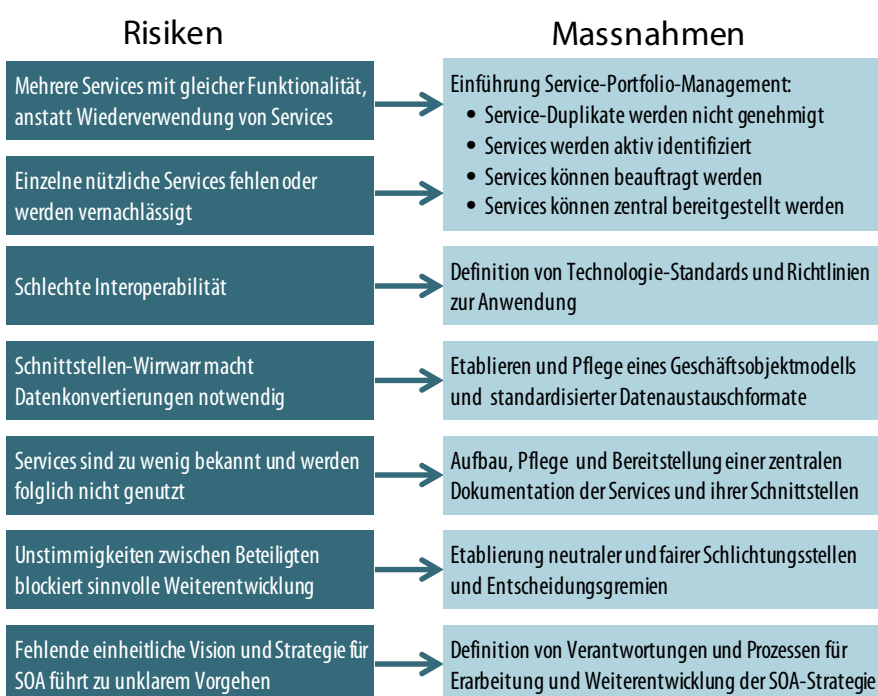 Risiken
Massnahmen
Mehrere Services mit gleicher Funktionalität,
anstatt Wiederverwendung von Services
Einführung Service-Portfolio-Management:
• Service-Duplikate werden nicht genehmigt
• Services werden aktiv identifiziert
• Services können beauftragt werden
• Services können zentral bereitgestellt werden
Einzelne nützliche Services fehlen oder
werden vernachlässigt
Schlechte Interoperabilität
Definition von Technologie-Standards und Richtlinien
zur Anwendung
Schnittstellen-Wirrwarr macht
Datenkonvertierungen notwendig
Etablieren und Pflege eines Geschäftsobjektmodells
und standardisierter Datenaustauschformate
Services sind zu wenig bekannt und werden
folglich nicht genutzt
Aufbau, Pflege und Bereitstellung einer zentralen
Dokumentation der Services und ihrer Schnittstellen
Unstimmigkeiten zwischen Beteiligten
blockiert sinnvolle Weiterentwicklung
Etablierung neutraler und fairer Schlichtungsstellen
und Entscheidungsgremien
Fehlende einheitliche Vision und Strategie für
SOA führt zu unklarem Vorgehen
Definition von Verantwortungen und Prozessen für
Erarbeitung und Weiterentwicklung der SOA-Strategie